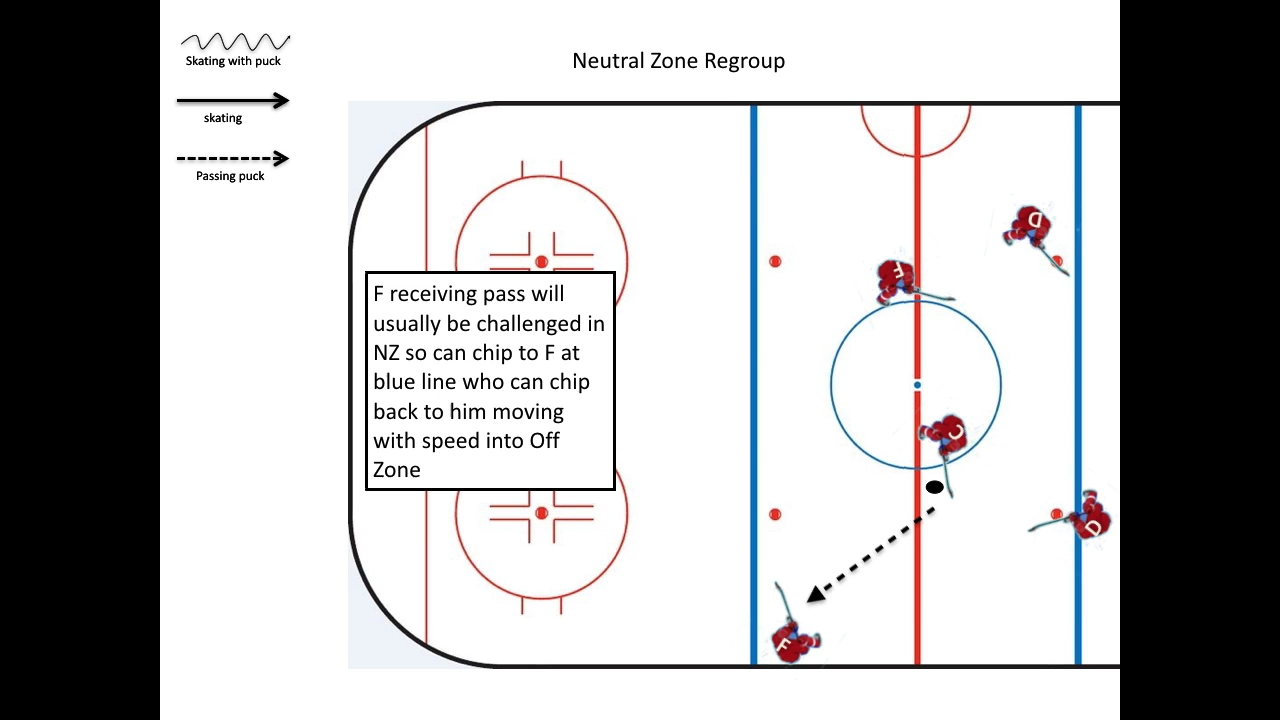 Neutral Zone Regroup
Skating with puck
skating
Passing puck
F receiving pass will
usually be challenged in
NZ so can chip to F at
blue line who can chip
back to him moving
with speed into Off
Zone
D
F
C
D
F